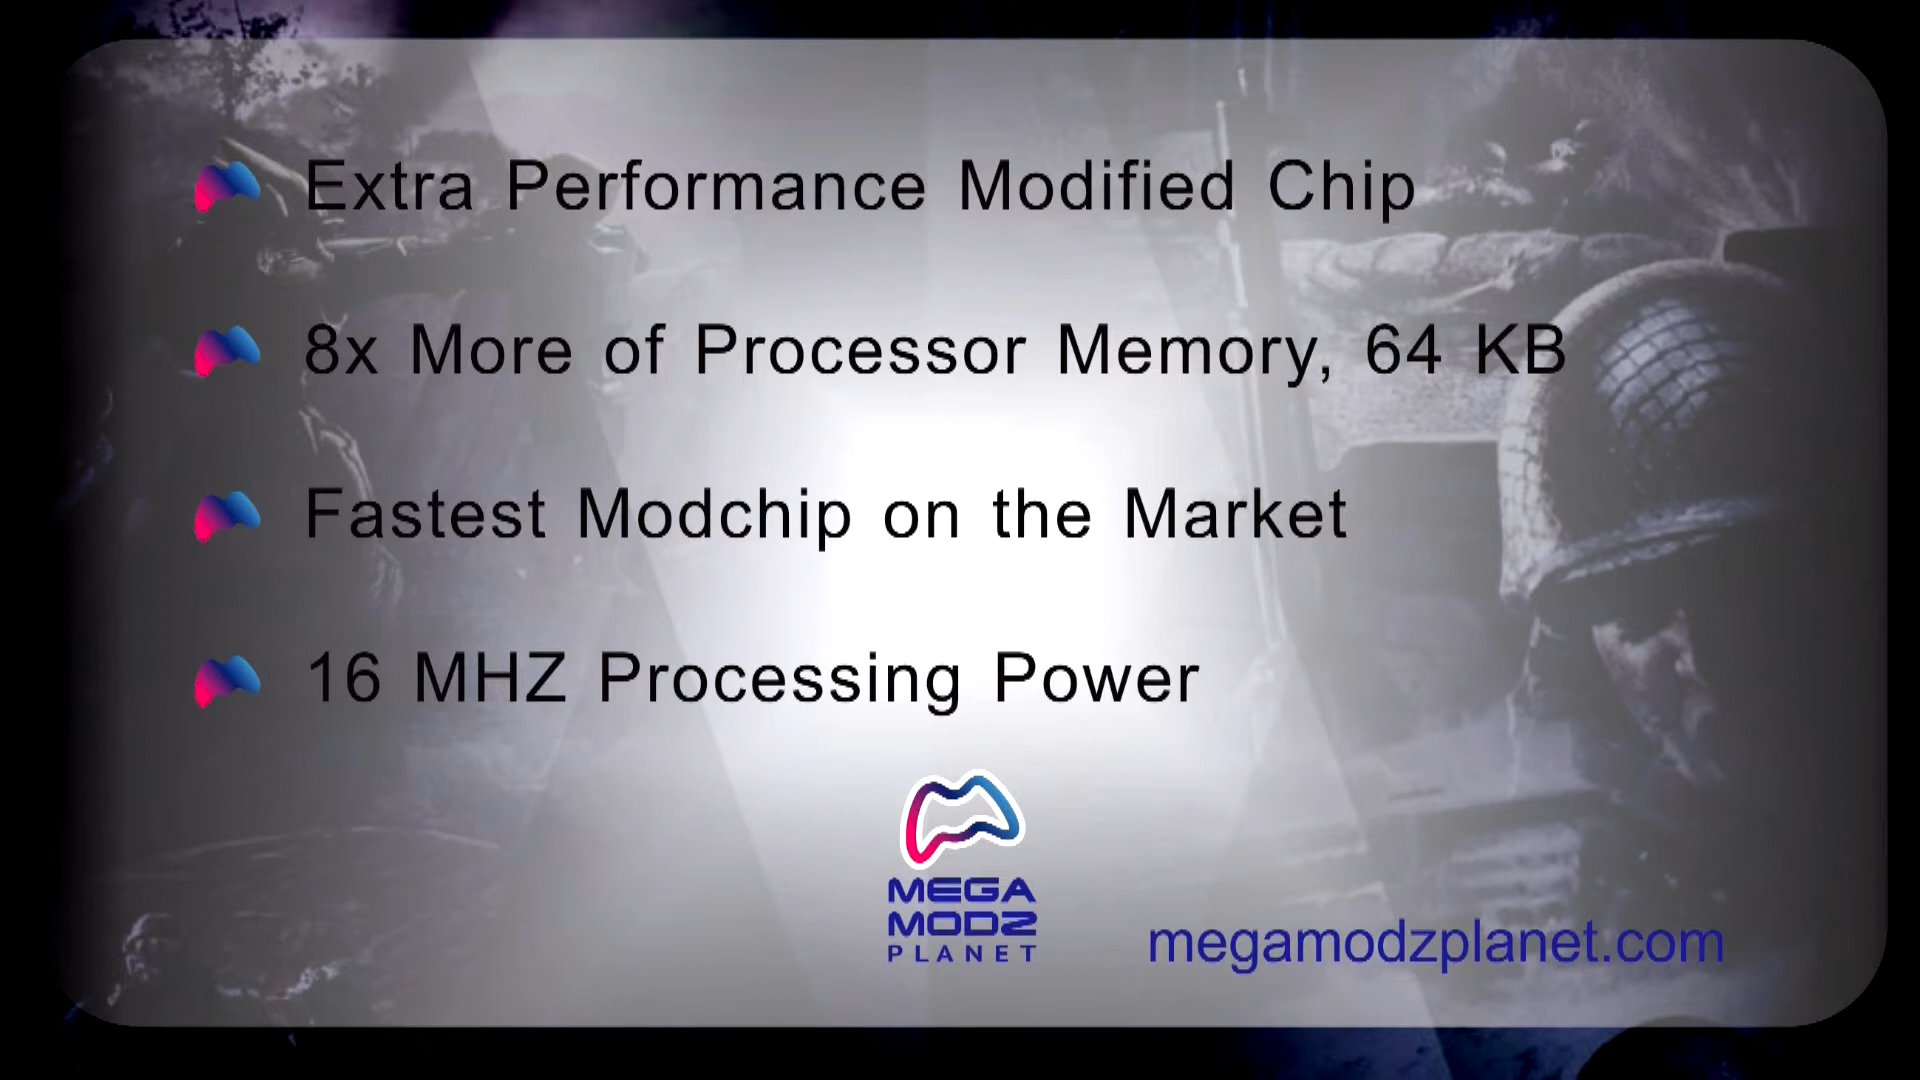 Extra Performance Modified Chip
8x More of Processor Memory, 64 KB
Fastest Modchip on the Market
16 MHZ Processing Power
MEGA
MODZ
PLANET
megamodzplanet.com